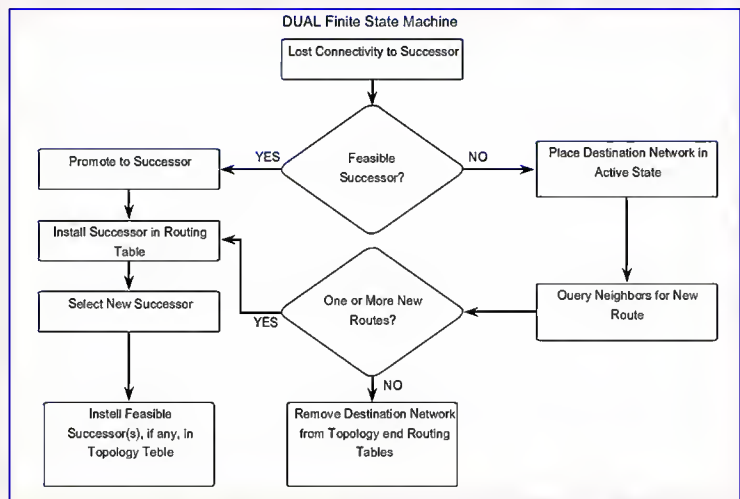 DUAL Finite State Machine
Lost Connectivity to Successor
Feasible
Successor?
YES
NO
Promote to Successor
Place Destination Network in
Active State
Install Successor in Routing
Table
Select New Successor
One or More New
Routes?
YES
NO
Query Neighbors for New
Route
Instell Feasible
Successor(s), if any, in
Topology Teble
Remove Destination Network
from Topology end Routing
Tables